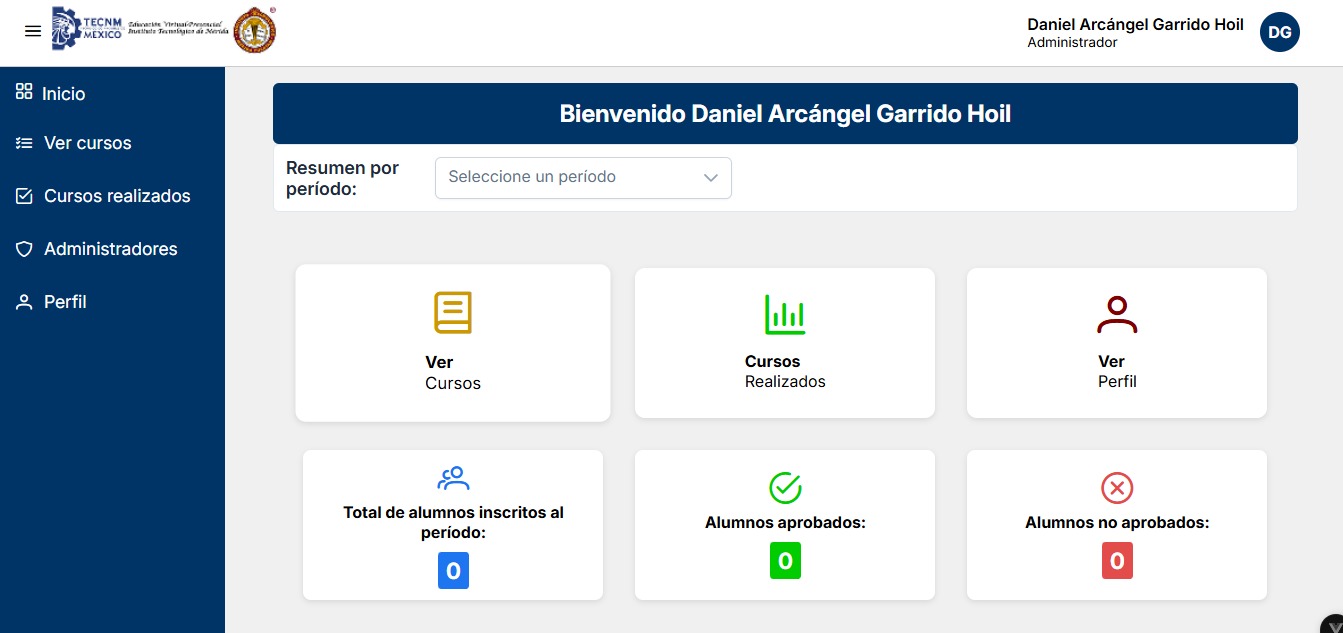 TECNM
MÉXICO
Educación Virtual-Presencial
Instituto Tecnológico de Mérida
Daniel Arcángel Garrido Hoil
Administrador
DG
Inicio
Ver cursos
Cursos realizados
Administradores
Perfil
Bienvenido Daniel Arcángel Garrido Hoil
Resumen por
período:
Seleccione un período
Ver
Cursos
Cursos
Realizados
Ver
Perfil
Total de alumnos inscritos al
período:
0
Alumnos aprobados:
0
Alumnos no aprobados:
0